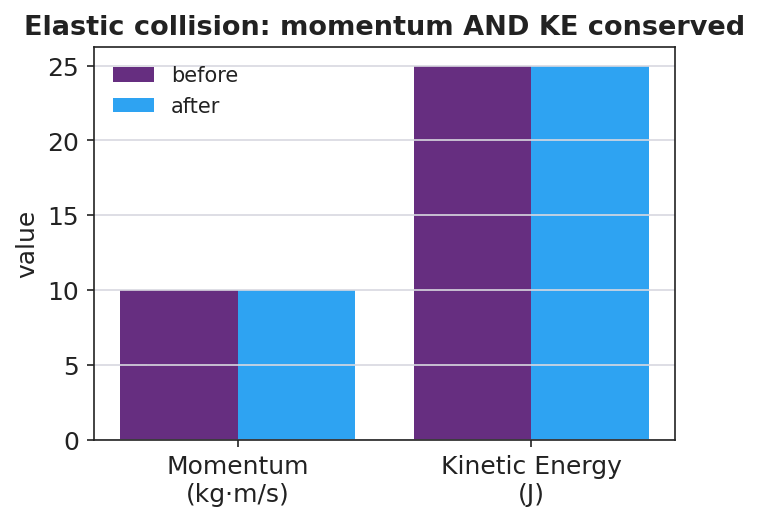 Elastic collision: momentum AND KE conserved
before
after
value
25
20
15
10
5
0
Momentum
(kg·m/s)
Kinetic Energy
(J)